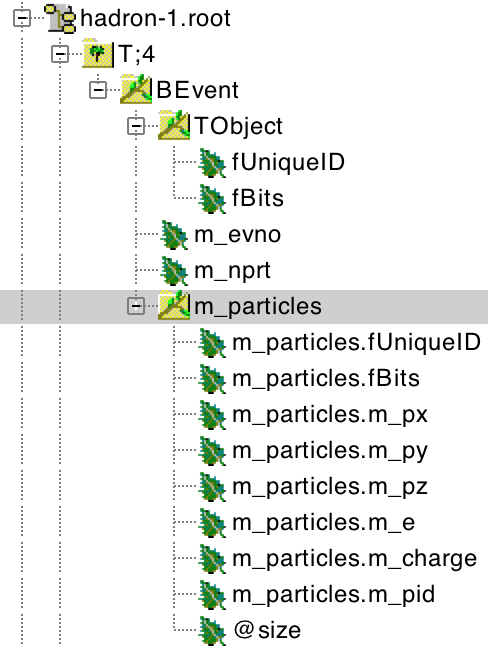 hadron-1.root
T;4
BEvent
TObject
fUniqueID
fBits
m_evno
m_nprt
m_particles
m_particles.fUniqueID
m_particles.fBits
m_particles.m_px
m_particles.m_py
m_particles.m_pz
m_particles.m_e
m_particles.m_charge
m_particles.m_pid
@size